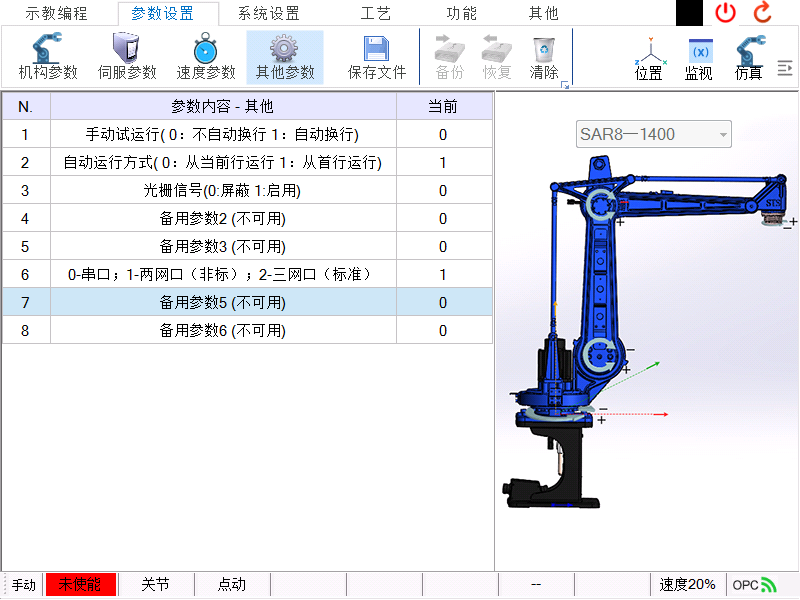 示教编程 参数设置 系统设置 工艺 功能 其他
机构参数 伺服参数 速度参数 其他参数 保存文件 备份 恢复 清除 位置 监视 仿真
N. 参数内容 - 其他 当前
1 手动试运行( 0：不自动换行 1：自动换行) 0
2 自动运行方式( 0：从当前行运行 1：从首行运行) 1
3 光栅信号(0:屏蔽 1:启用) 0
4 备用参数2 (不可用) 0
5 备用参数3 (不可用) 0
6 0-串口；1-两网口（非标）；2-三网口（标准） 1
7 备用参数5 (不可用) 0
8 备用参数6 (不可用) 0
SAR8一1400
STS
手动 未使能 关节 点动 -- 速度20% OPC